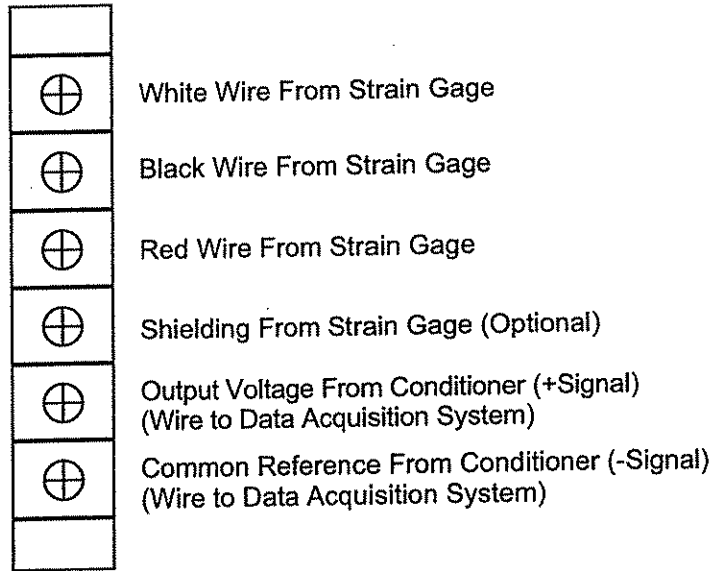 White Wire From Strain Gage
Black Wire From Strain Gage
Red Wire From Strain Gage
Shielding From Strain Gage (Optional)
Output Voltage From Conditioner (+Signal)
(Wire to Data Acquisition System)
Common Reference From Conditioner (-Signal)
(Wire to Data Acquisition System)